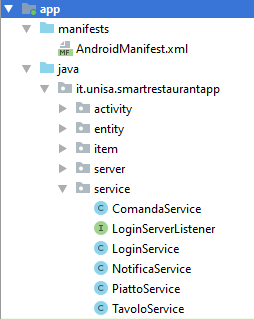 app
manifests
AndroidManifest.xml
java
it.unisa.smartrestaurantapp
activity
entity
item
server
service
ComandaService
LoginServerListener
LoginService
NotificaService
PiattoService
TavoloService